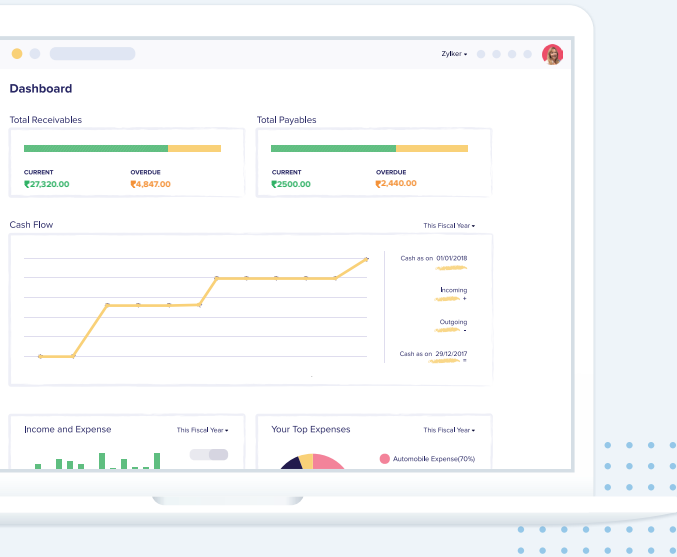 Zylker
Dashboard
Total Receivables
Total Payables
CURRENT
OVERDUE
₹27,320.00
₹4,847.00
CURRENT
OVERDUE
₹2500.00
₹2,440.00
Cash Flow
This Fiscal Year
Cash as on 01/01/2018
Incoming
+
Outgoing
-
Cash as on 29/12/2017
=
Income and Expense
This Fiscal Year
Your Top Expenses
This Fiscal Year
Automobile Expense(70%)